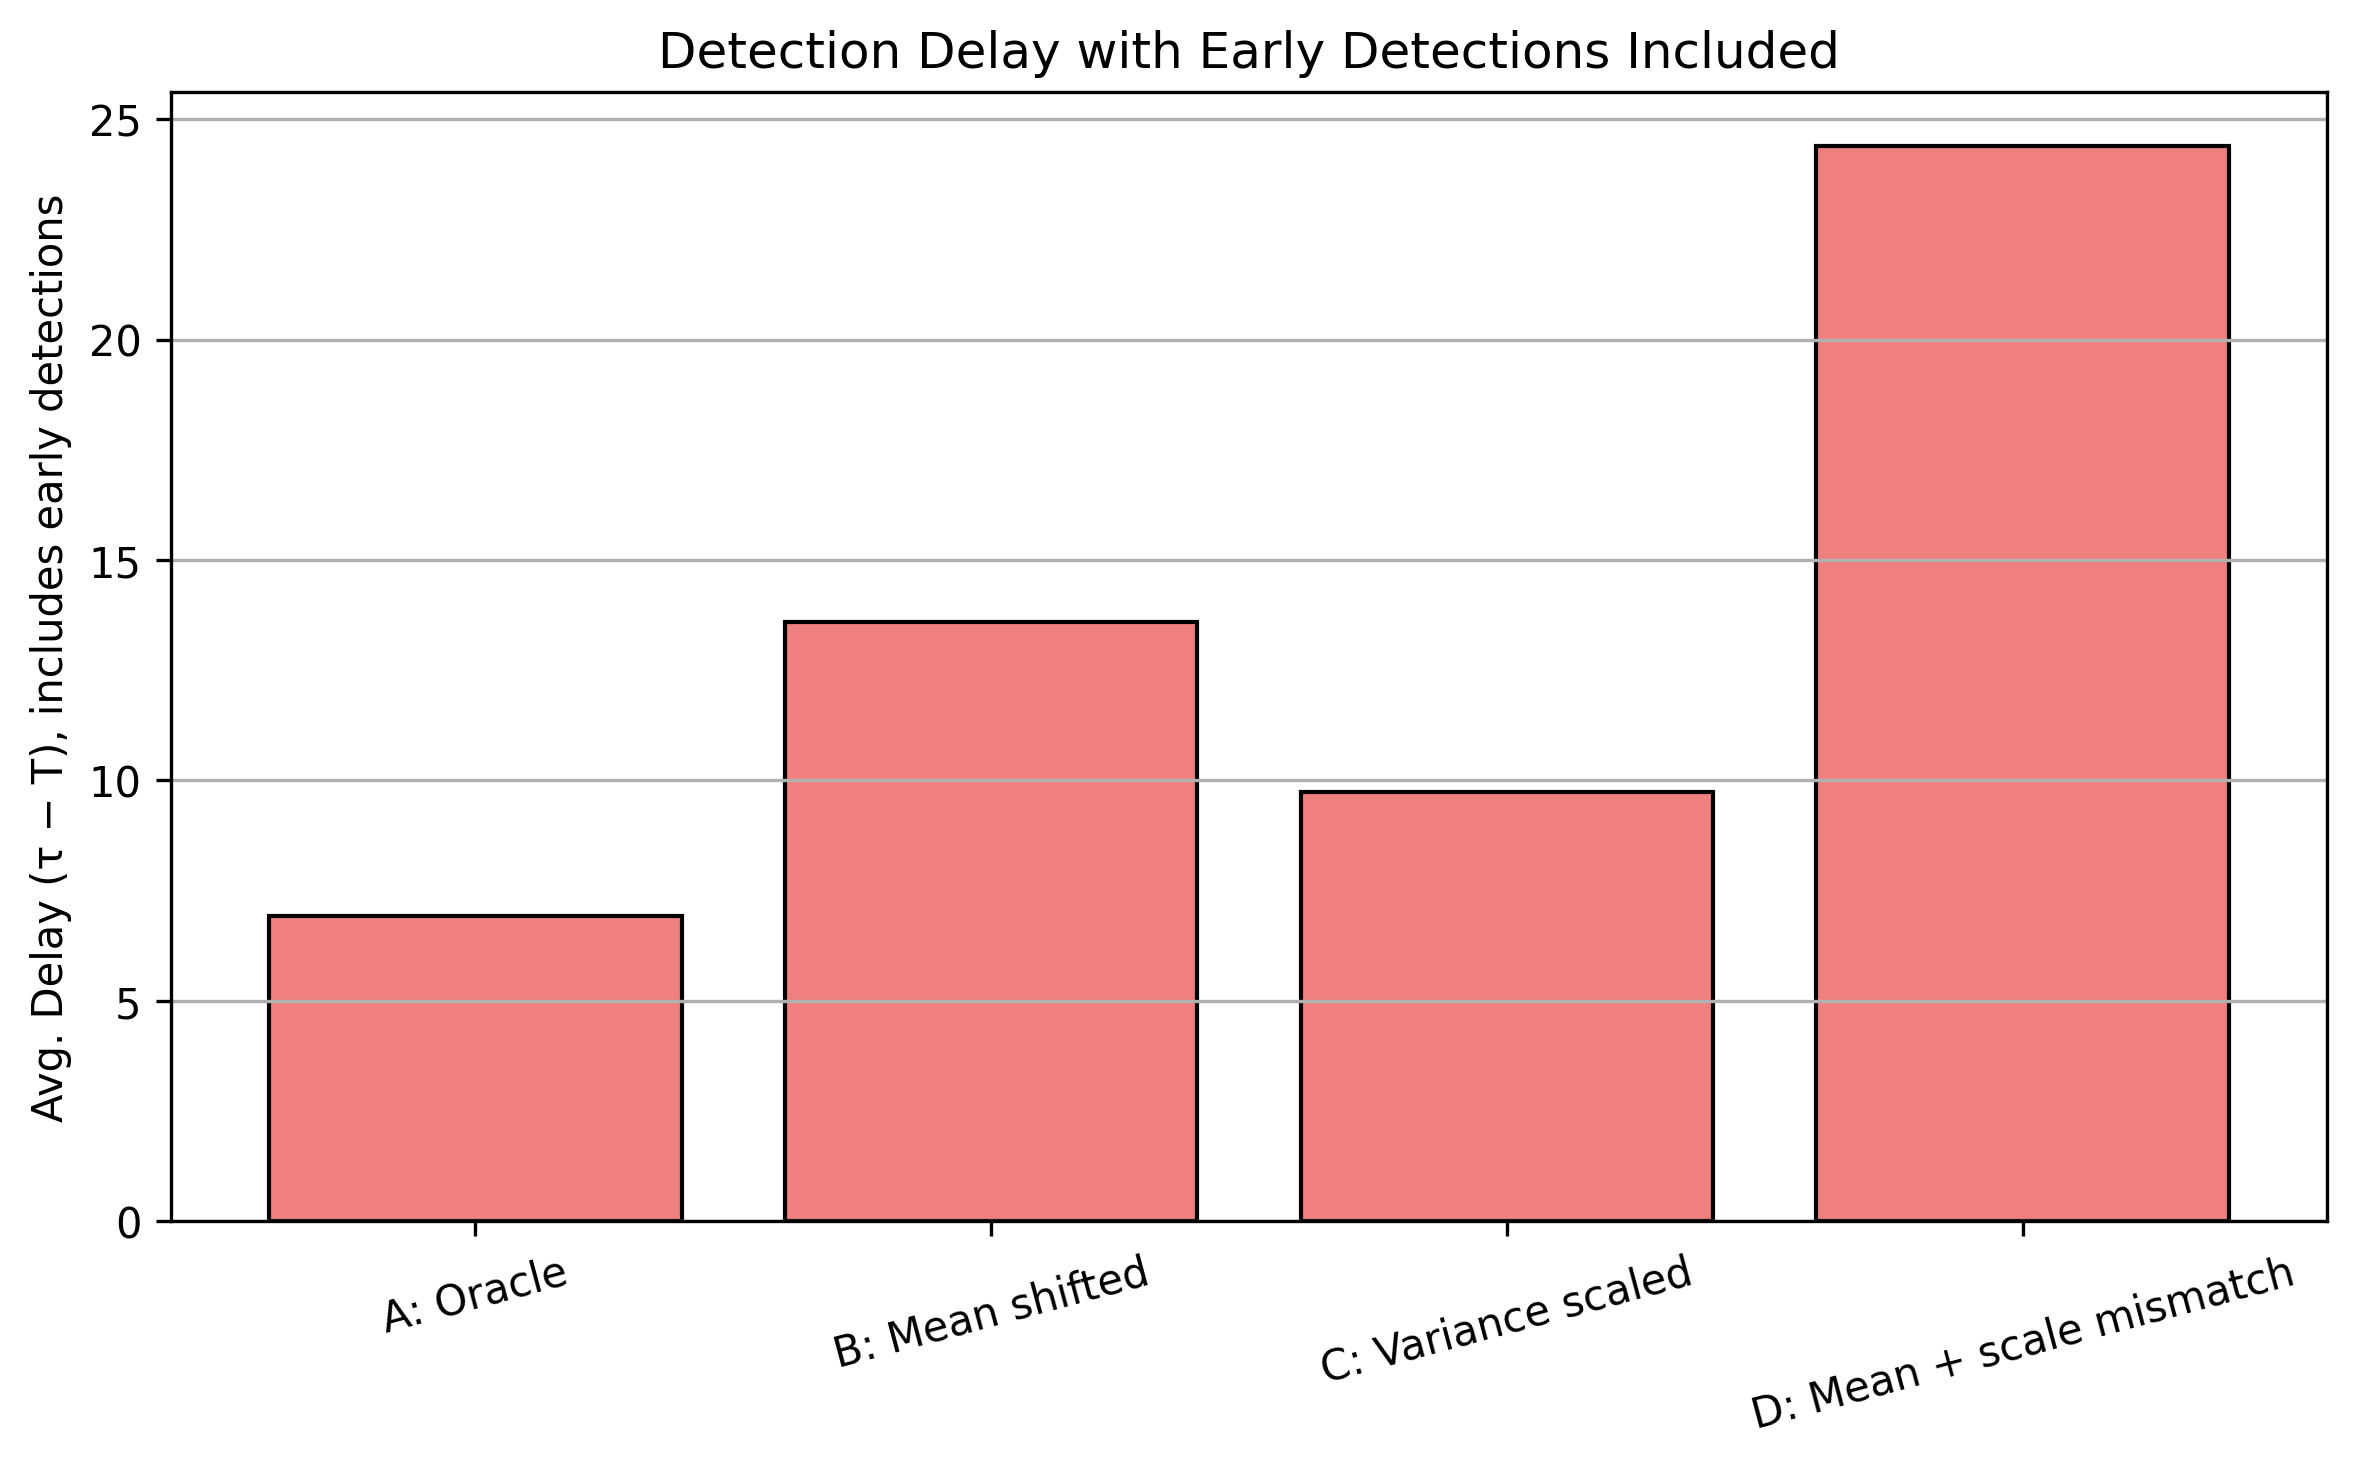 Detection Delay with Early Detections Included
Avg. Delay (τ − T), includes early detections
25
20
15
10
5
0
A: Oracle
B: Mean shifted
C: Variance scaled
D: Mean + scale mismatch